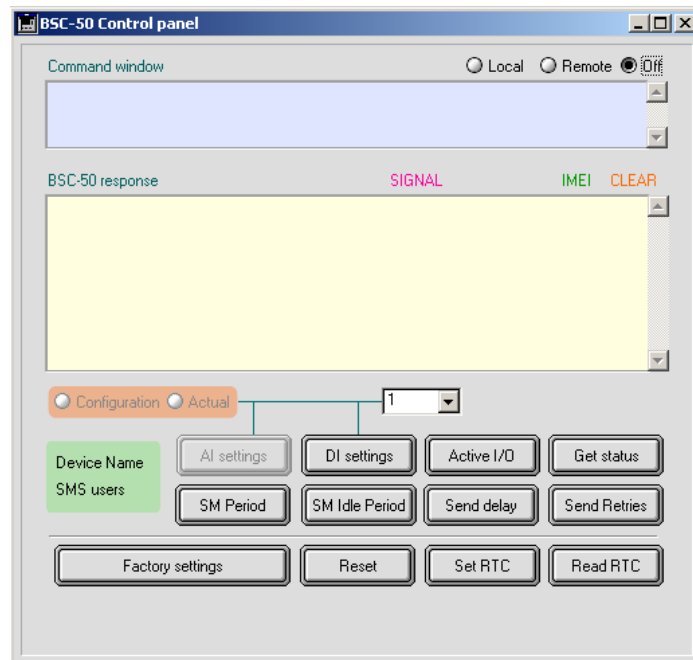 BSC-50 Control panel
Command window Local Remote Off
BSC-50 response SIGNAL IMEI CLEAR
Configuration Actual 1
Device Name
SMS users
AI settings DI settings Active I/O Get status
SM Period SM Idle Period Send delay Send Retries
Factory settings Reset Set RTC Read RTC